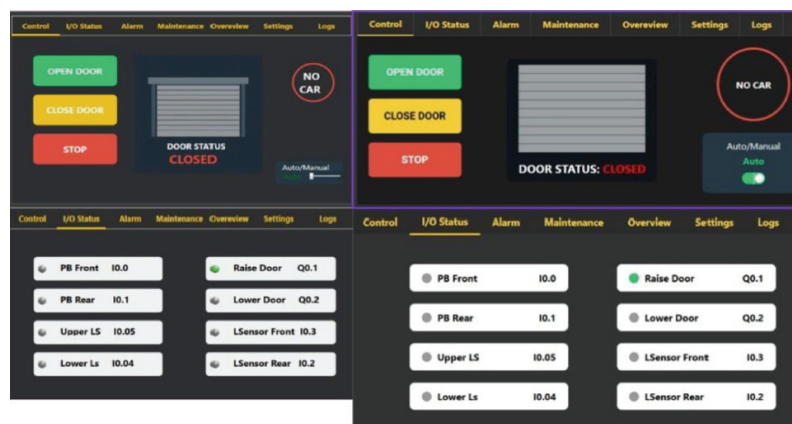 Control I/O Status Alarm Maintenance Overeview Settings Logs
OPEN DOOR
CLOSE DOOR
STOP
DOOR STATUS
CLOSED
NO
CAR
Auto/Manual
Auto
Control I/O Status Alarm Maintenance Overeview Settings Logs
OPEN DOOR
CLOSE DOOR
STOP
DOOR STATUS: CLOSED
NO CAR
Auto/Manual
Auto
Control I/O Status Alarm Maintenance Overeview Settings Logs
PB Front I0.0 Raise Door Q0.1
PB Rear I0.1 Lower Door Q0.2
Upper LS I0.05 LSensor Front I0.3
Lower Ls I0.04 LSensor Rear I0.2
Control I/O Status Alarm Maintenance Overview Settings Logs
PB Front I0.0 Raise Door Q0.1
PB Rear I0.1 Lower Door Q0.2
Upper LS I0.05 LSensor Front I0.3
Lower Ls I0.04 LSensor Rear I0.2